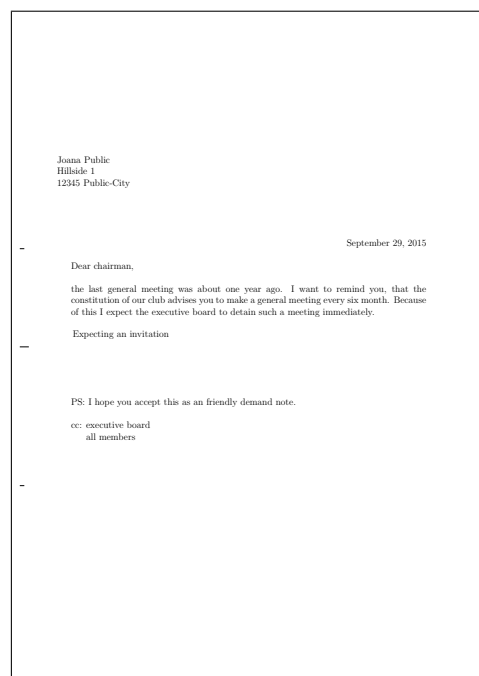 Joana Public
Hillside 1
12345 Public-City
September 29, 2015
Dear chairman,
the last general meeting was about one year ago. I want to remind you, that the
constitution of our club advises you to make a general meeting every six month. Because
of this I expect the executive board to detain such a meeting immediately.
Expecting an invitation
PS: I hope you accept this as an friendly demand note.
cc: executive board
all members